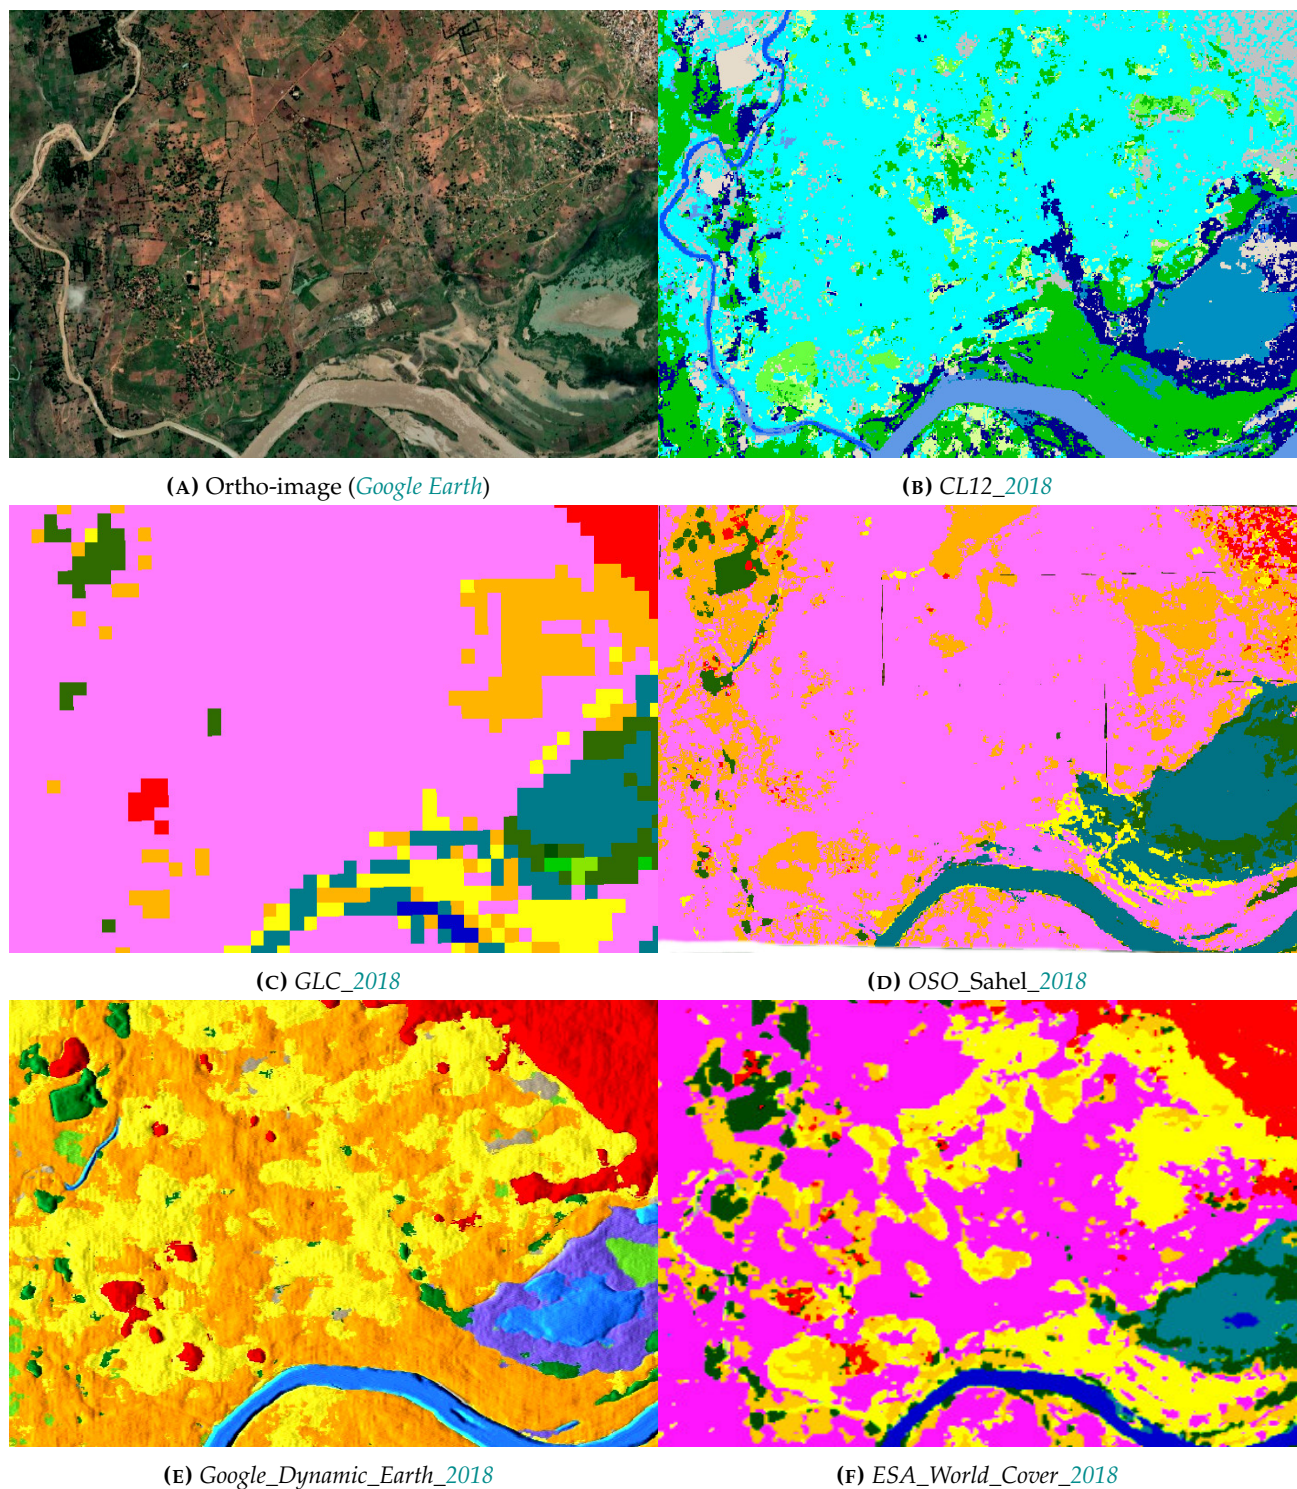 (A) Ortho-image (Google Earth)
(B) CL12_2018
(C) GLC_2018
(D) OSO_Sahel_2018
(E) Google_Dynamic_Earth_2018
(F) ESA_World_Cover_2018